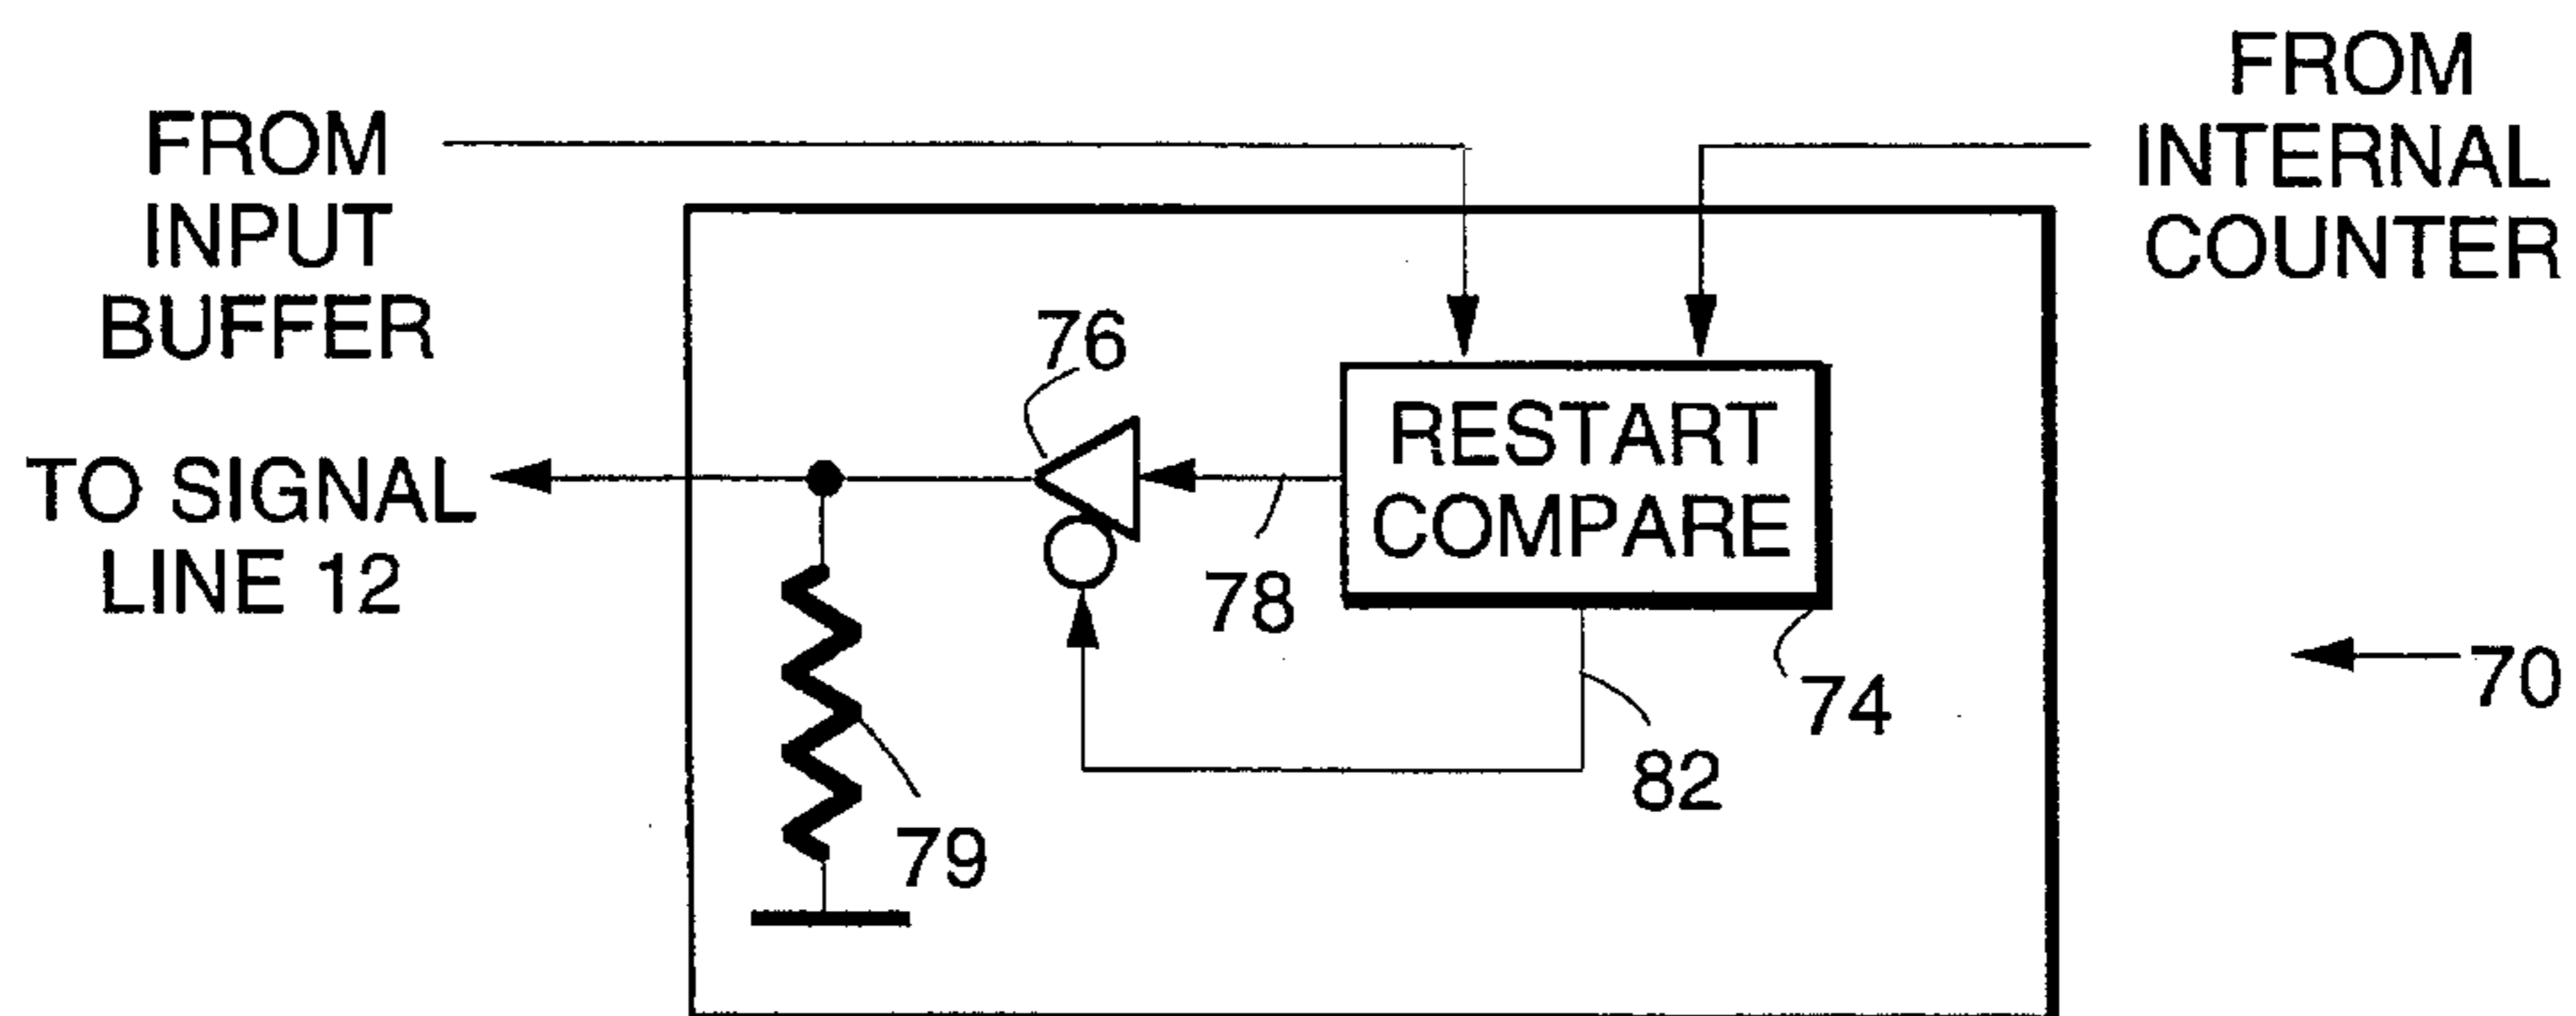 FROM
INPUT
BUFFER
FROM
INTERNAL
COUNTER
TO SIGNAL
LINE 12
76
RESTART
COMPARE
78
74
70
82
79